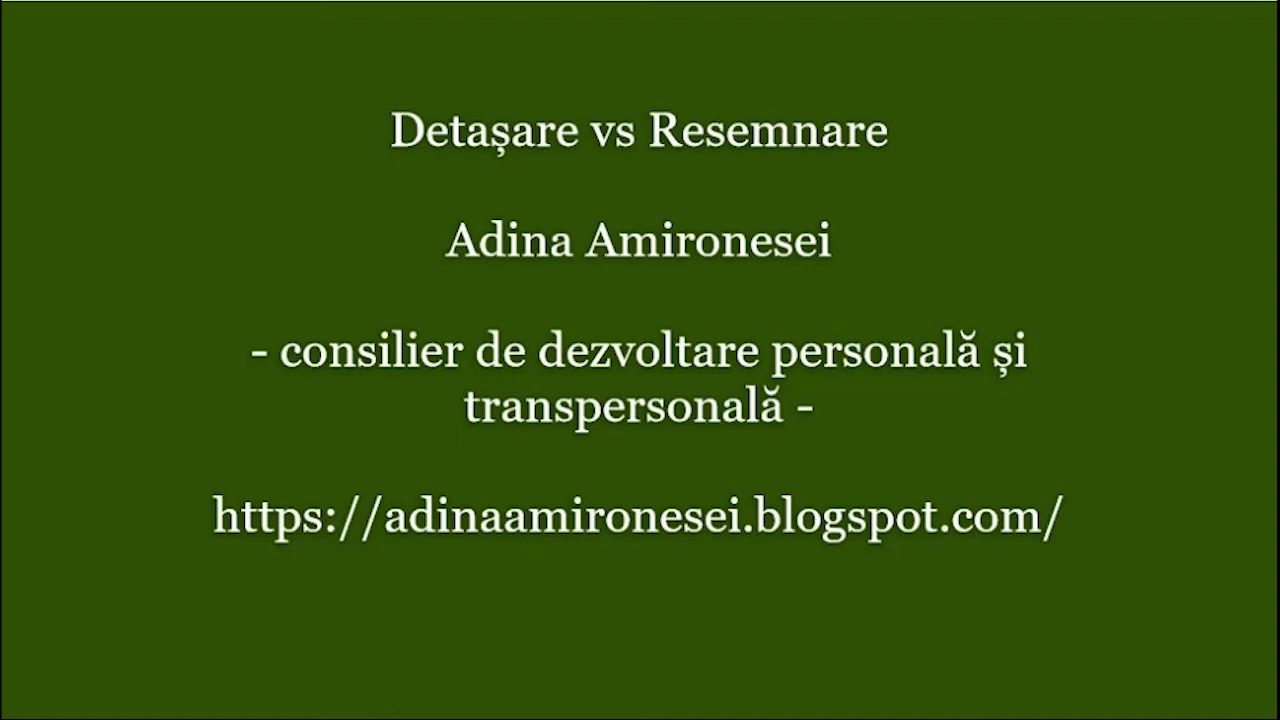 Detașare vs Resemnare
Adina Amironesei
- consilier de dezvoltare personală și
transpersonală -
https://adinaamironesei.blogspot.com/